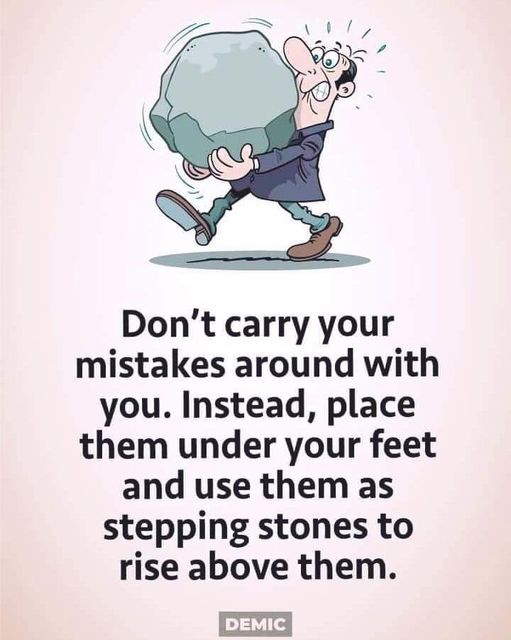 Don’t carry your
mistakes around with
you. Instead, place
them under your feet
and use them as
stepping stones to
rise above them.
DEMIC